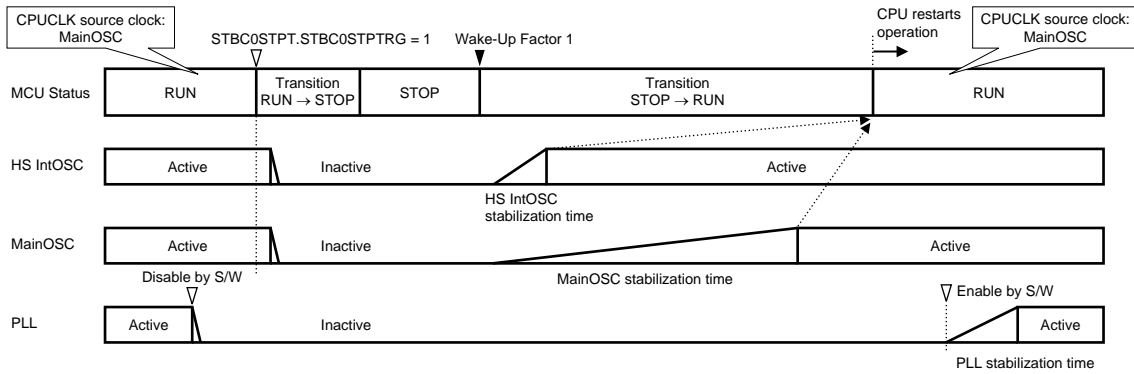 CPUCLK source clock:
MainOSC
STBC0STPT.STBC0STPTRG = 1
Wake-Up Factor 1
CPU restarts
operation
CPUCLK source clock:
MainOSC
MCU Status
RUN
Transition
RUN → STOP
STOP
Transition
STOP → RUN
RUN
HS IntOSC
Active
Inactive
Active
HS IntOSC
stabilization time
MainOSC
Active
Inactive
Active
MainOSC stabilization time
Disable by S/W
Enable by S/W
PLL
Active
Inactive
Active
PLL stabilization time